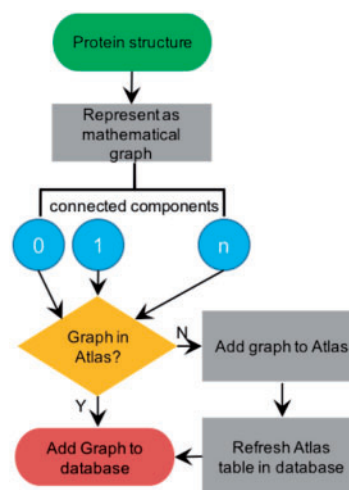 Protein structure
Represent as
mathematical
graph
connected components
0
1
n
Graph in
Atlas?
N
Add graph to Atlas
Y
Add Graph to
database
Refresh Atlas
table in database